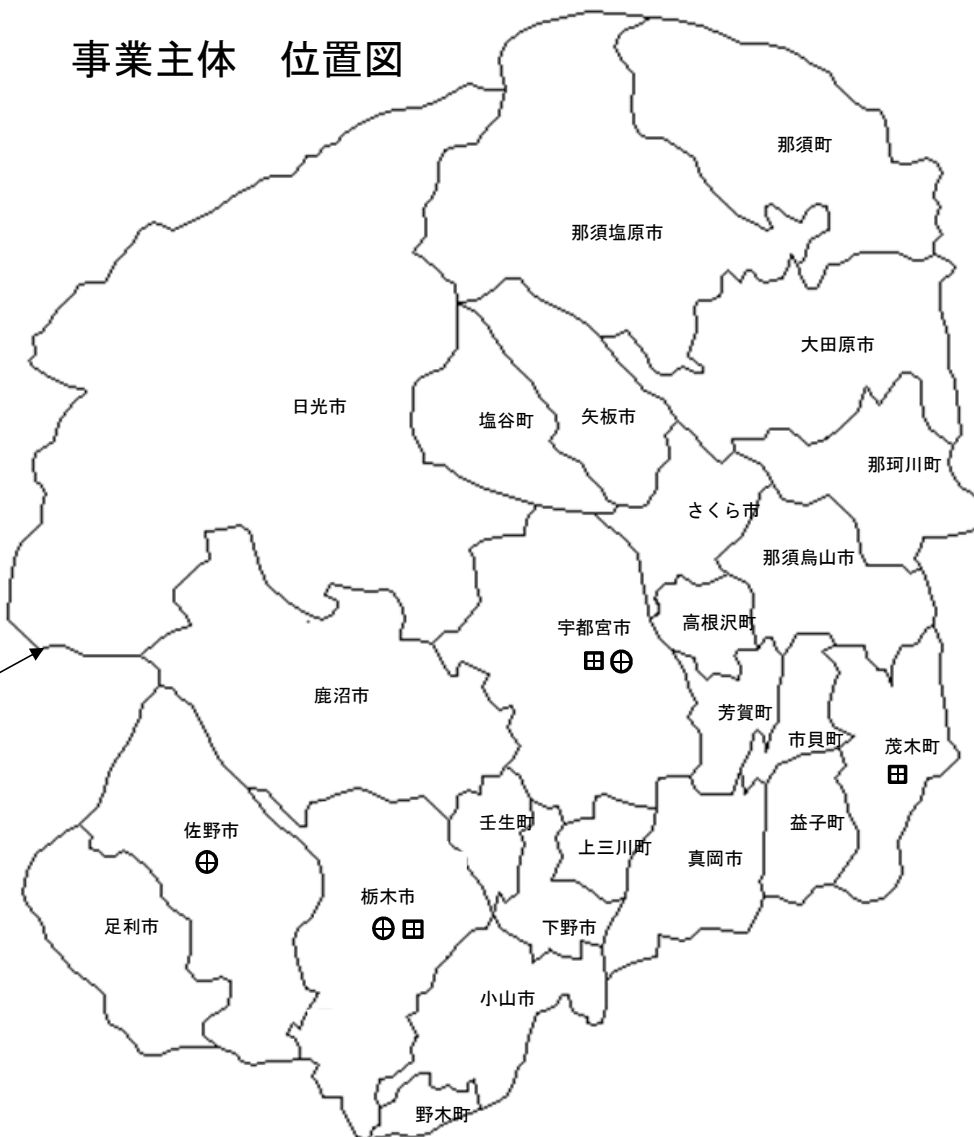 事業主体　位置図
那須町
那須塩原市
大田原市
日光市
塩谷町
矢板市
那珂川町
さくら市
那須烏山市
宇都宮市
高根沢町
鹿沼市
芳賀町
市貝町
茂木町
佐野市
壬生町
上三川町
真岡市
益子町
栃木市
足利市
下野市
小山市
野木町